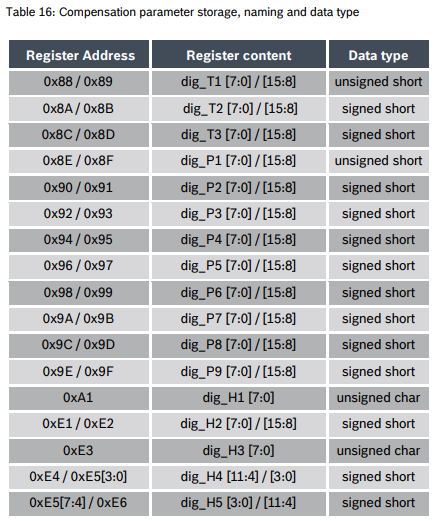 Table 16: Compensation parameter storage, naming and data type
Register Address Register content Data type
0x88 / 0x89 dig_T1 [7:0] / [15:8] unsigned short
0x8A / 0x8B dig_T2 [7:0] / [15:8] signed short
0x8C / 0x8D dig_T3 [7:0] / [15:8] signed short
0x8E / 0x8F dig_P1 [7:0] / [15:8] unsigned short
0x90 / 0x91 dig_P2 [7:0] / [15:8] signed short
0x92 / 0x93 dig_P3 [7:0] / [15:8] signed short
0x94 / 0x95 dig_P4 [7:0] / [15:8] signed short
0x96 / 0x97 dig_P5 [7:0] / [15:8] signed short
0x98 / 0x99 dig_P6 [7:0] / [15:8] signed short
0x9A / 0x9B dig_P7 [7:0] / [15:8] signed short
0x9C / 0x9D dig_P8 [7:0] / [15:8] signed short
0x9E / 0x9F dig_P9 [7:0] / [15:8] signed short
0xA1 dig_H1 [7:0] unsigned char
0xE1 / 0xE2 dig_H2 [7:0] / [15:8] signed short
0xE3 dig_H3 [7:0] unsigned char
0xE4 / 0xE5[3:0] dig_H4 [11:4] / [3:0] signed short
0xE5[7:4] / 0xE6 dig_H5 [3:0] / [11:4] signed short